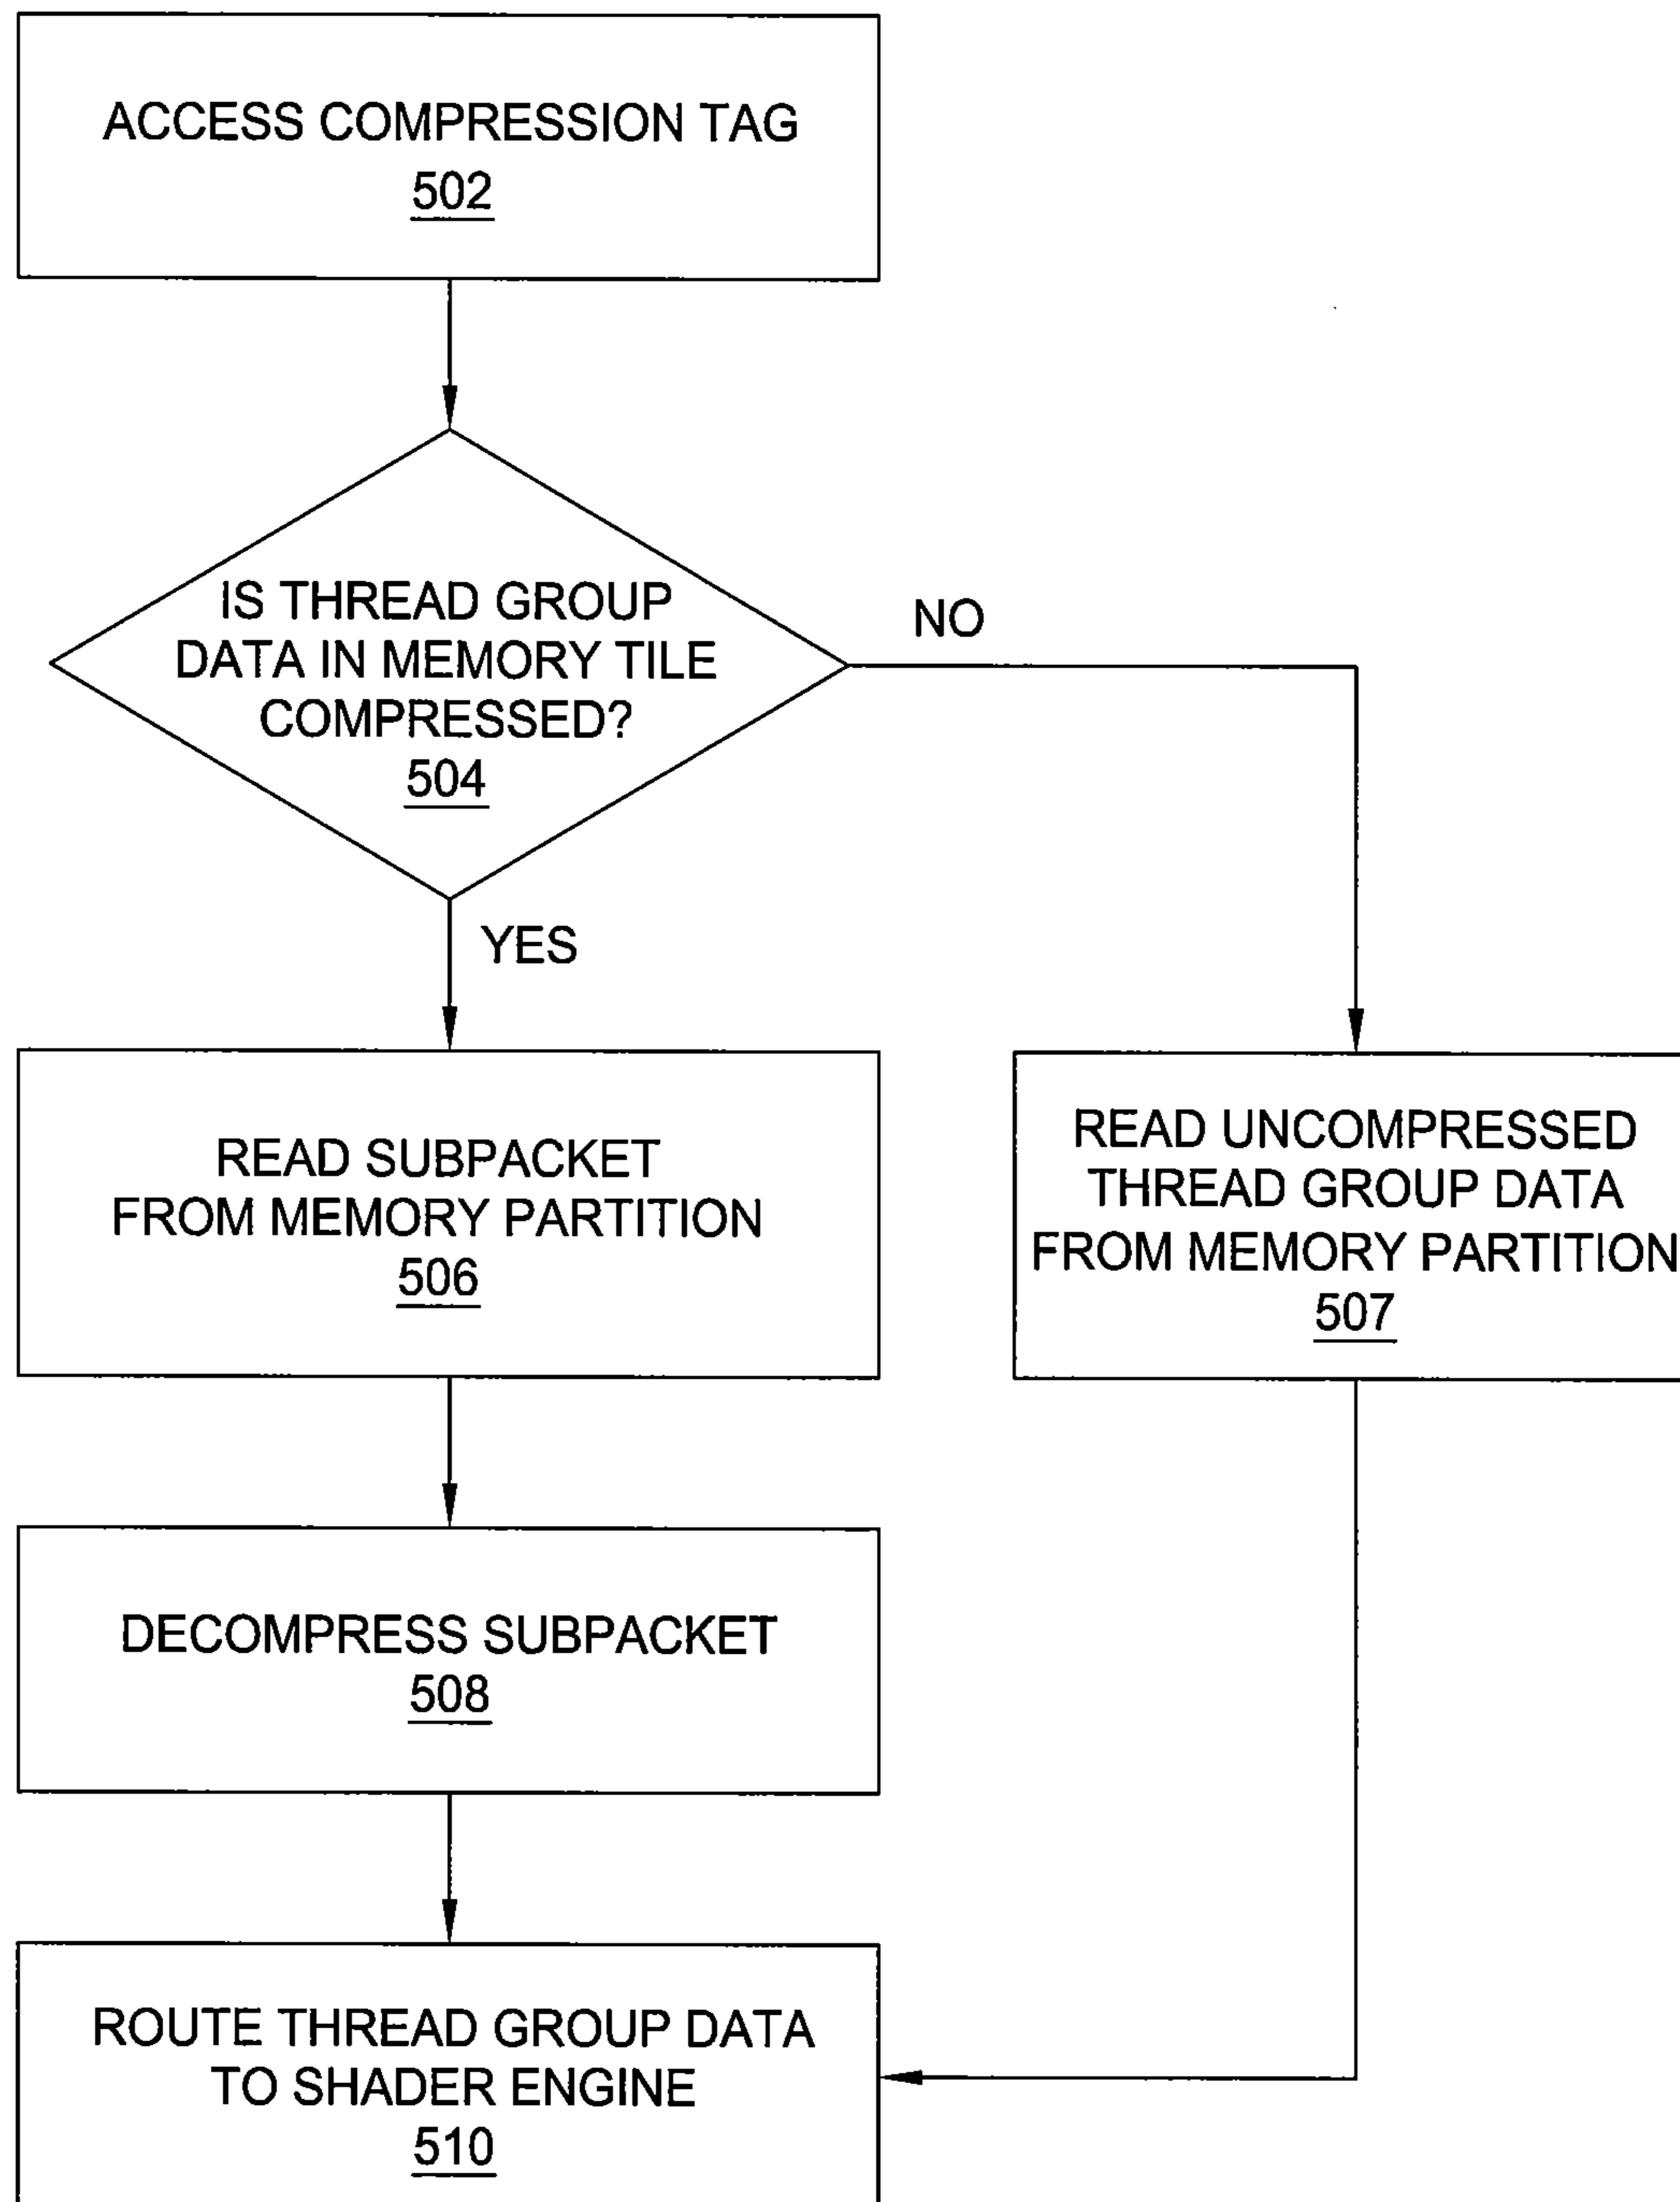 ACCESS COMPRESSION TAG
502
IS THREAD GROUP
DATA IN MEMORY TILE
COMPRESSED?
504
NO
YES
READ SUBPACKET
FROM MEMORY PARTITION
506
READ UNCOMPRESSED
THREAD GROUP DATA
FROM MEMORY PARTITION
507
DECOMPRESS SUBPACKET
508
ROUTE THREAD GROUP DATA
TO SHADER ENGINE
510